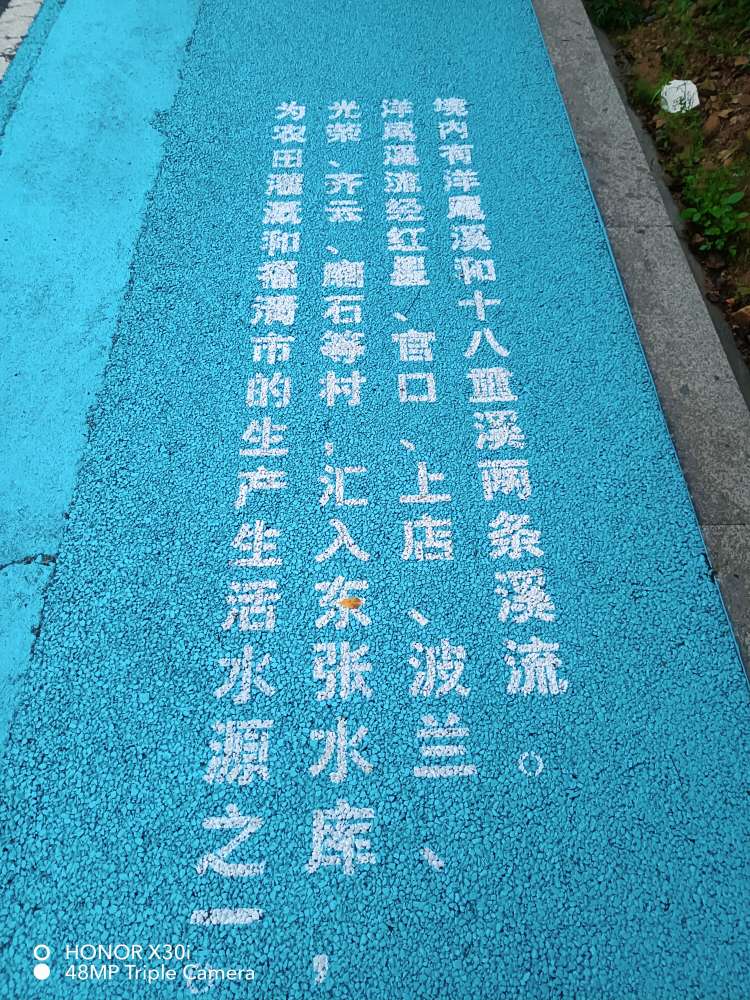 境内有洋尾溪和十八重溪两条溪流。
洋尾溪流经红星、官口、上店、波兰、
光荣、齐云、南石等村,汇入东张水库,
为农田灌溉和福清市的生产生活水源之一。
HONOR X30i
48MP Triple Camera